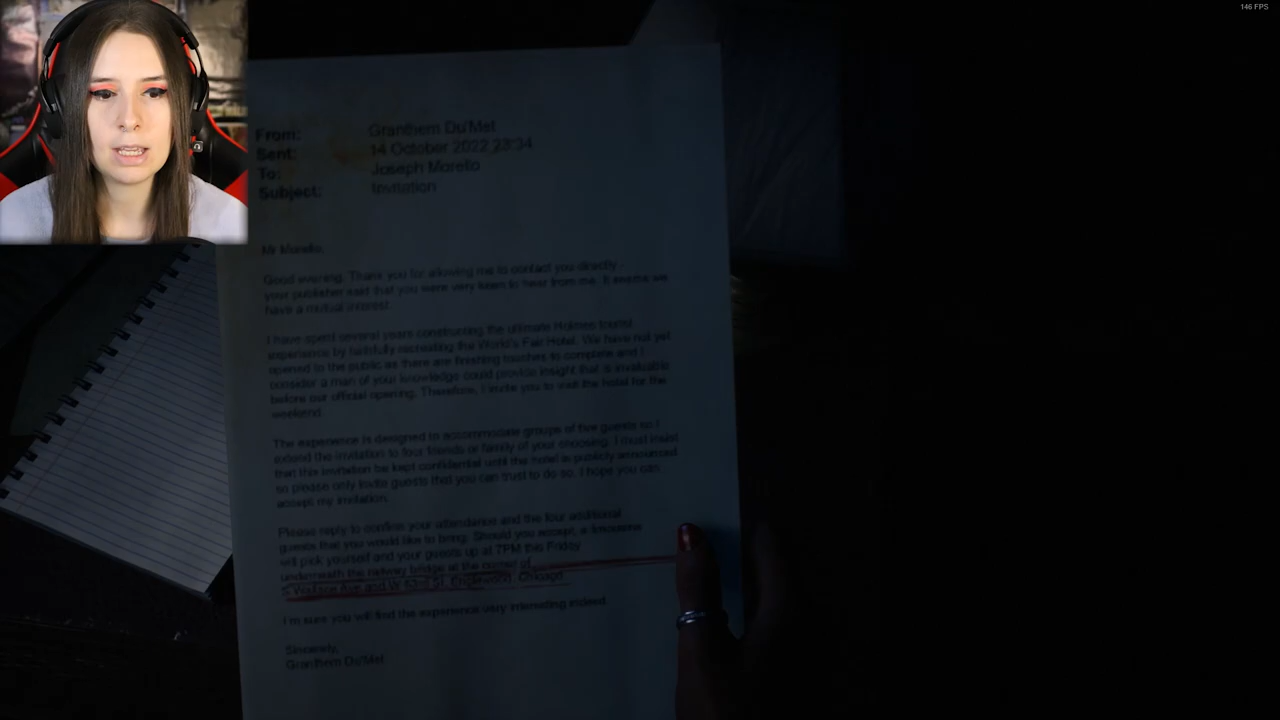 146 FPS
From: Granthem Du'Met
Sent: 14 October 2022 23:34
To: Joseph Morello
Subject: Invitation
Mr Morello,
Good evening. Thank you for allowing me to contact you directly -
your publisher said that you were very keen to hear from me. It seems we
have a mutual interest.
I have spent several years constructing the ultimate Holmes tourist
experience by faithfully recreating the World's Fair Hotel. We have not yet
opened to the public as there are finishing touches to complete and I
consider a man of your knowledge could provide insight that is invaluable
before our official opening. Therefore, I invite you to visit the hotel for the
weekend.
The experience is designed to accommodate groups of five guests so I
extend the invitation to four friends or family of your choosing. I must insist
that this invitation be kept confidential until the hotel is publicly announced
so please only invite guests that you can trust to do so. I hope you can
accept my invitation.
Please reply to confirm your attendance and the four additional
guests that you would like to bring. Should you accept, a limousine
will pick yourself and your guests up at 7PM this Friday
underneath the railway bridge at the corner of
S Wallace Ave and W 63rd St, Englewood, Chicago.
I'm sure you will find the experience very interesting indeed.
Sincerely,
Granthem Du'Met